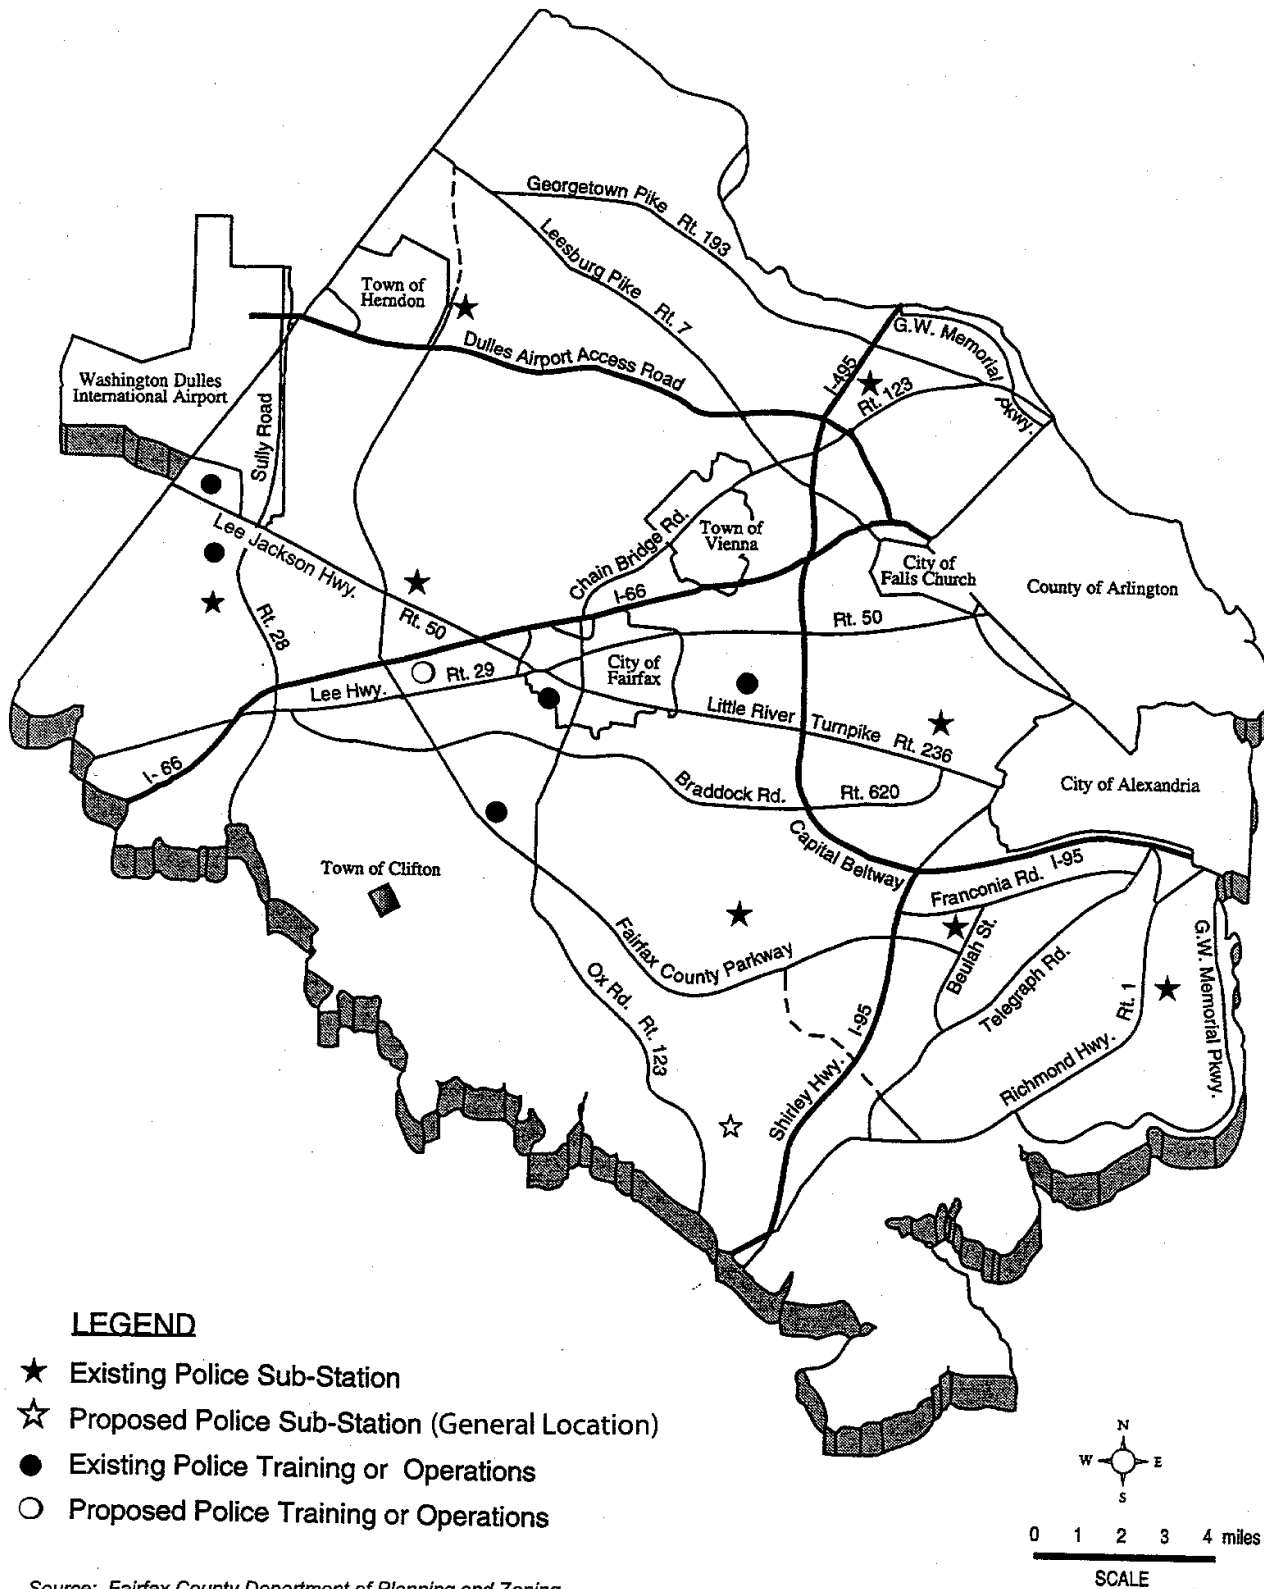 Georgetown Pike Rt. 193
Leesburg Pike Rt. 7
Town of
Herndon
G.W. Memorial Pkwy.
Dulles Airport Access Road
I-495
Rt. 123
Washington Dulles
International Airport
Sully Road
Lee Jackson Hwy.
Rt. 50
Chain Bridge Rd.
Town of
Vienna
City of
Falls Church
County of Arlington
I-66
Rt. 50
Rt. 28
City of
Fairfax
Lee Hwy.
Rt. 29
Little River Turnpike Rt. 236
I-66
Braddock Rd.
Rt. 620
City of Alexandria
Capital Beltway
I-95
Town of Clifton
Franconia Rd.
Fairfax County Parkway
Beulah St.
Telegraph Rd.
G.W. Memorial Pkwy.
Ox Rd. Rt. 123
I-95
Rt. 1
Richmond Hwy.
Shirley Hwy.
LEGEND
Existing Police Sub-Station
Proposed Police Sub-Station (General Location)
Existing Police Training or Operations
Proposed Police Training or Operations
N
W E
S
0 1 2 3 4 miles
SCALE
Source: Fairfax County Department of Planning and Zoning